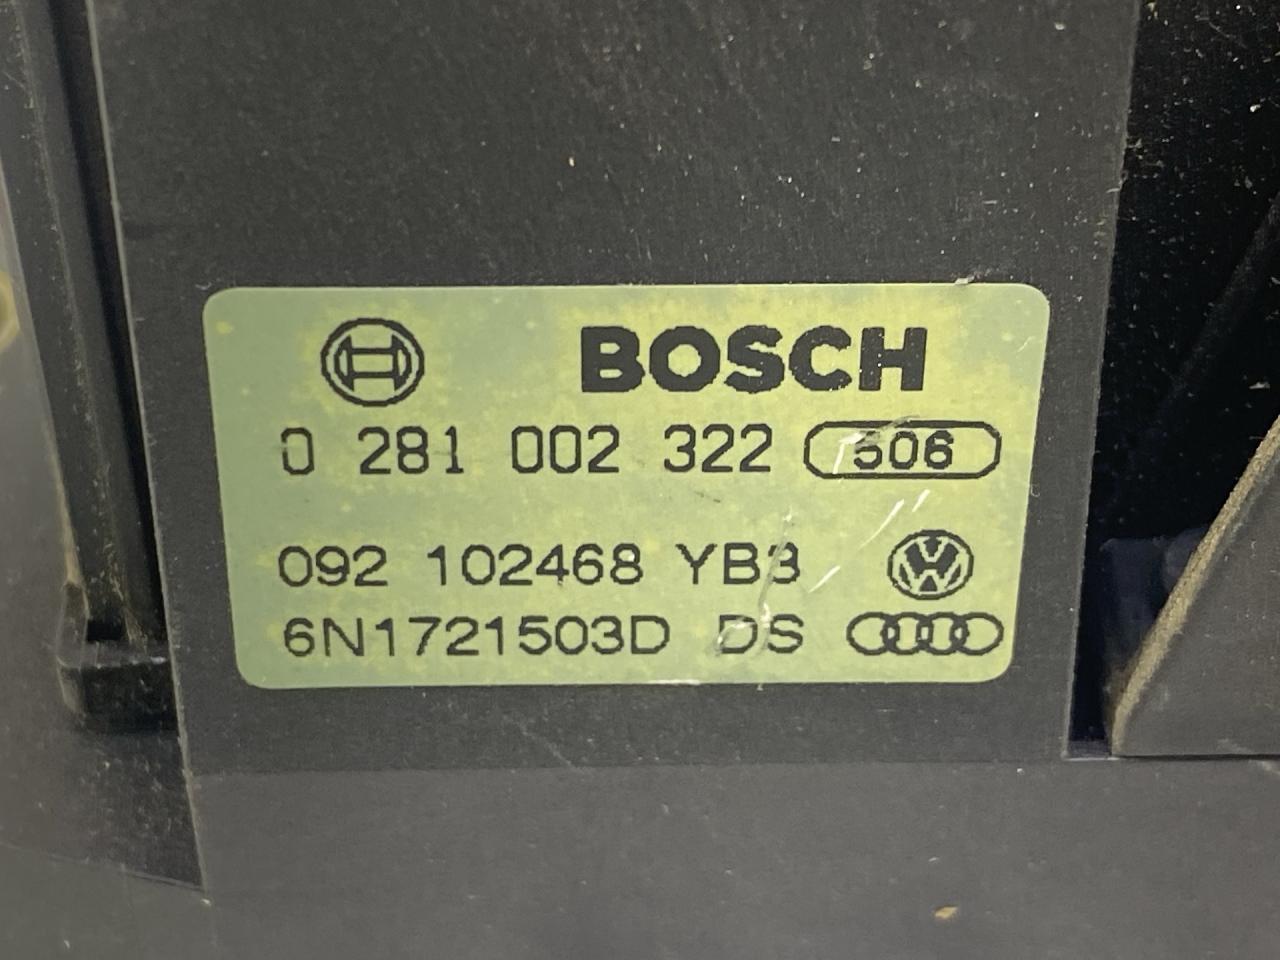 BOSCH
0 281 002 322 506
092 102468 YB3
6N1721503D DS